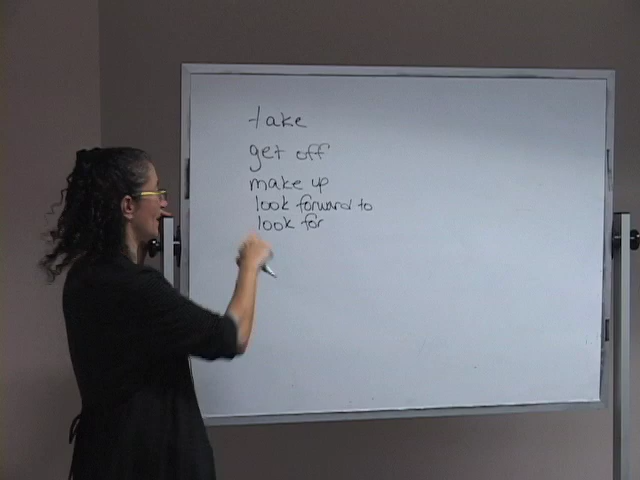 take
get off
make up
look forward to
look for